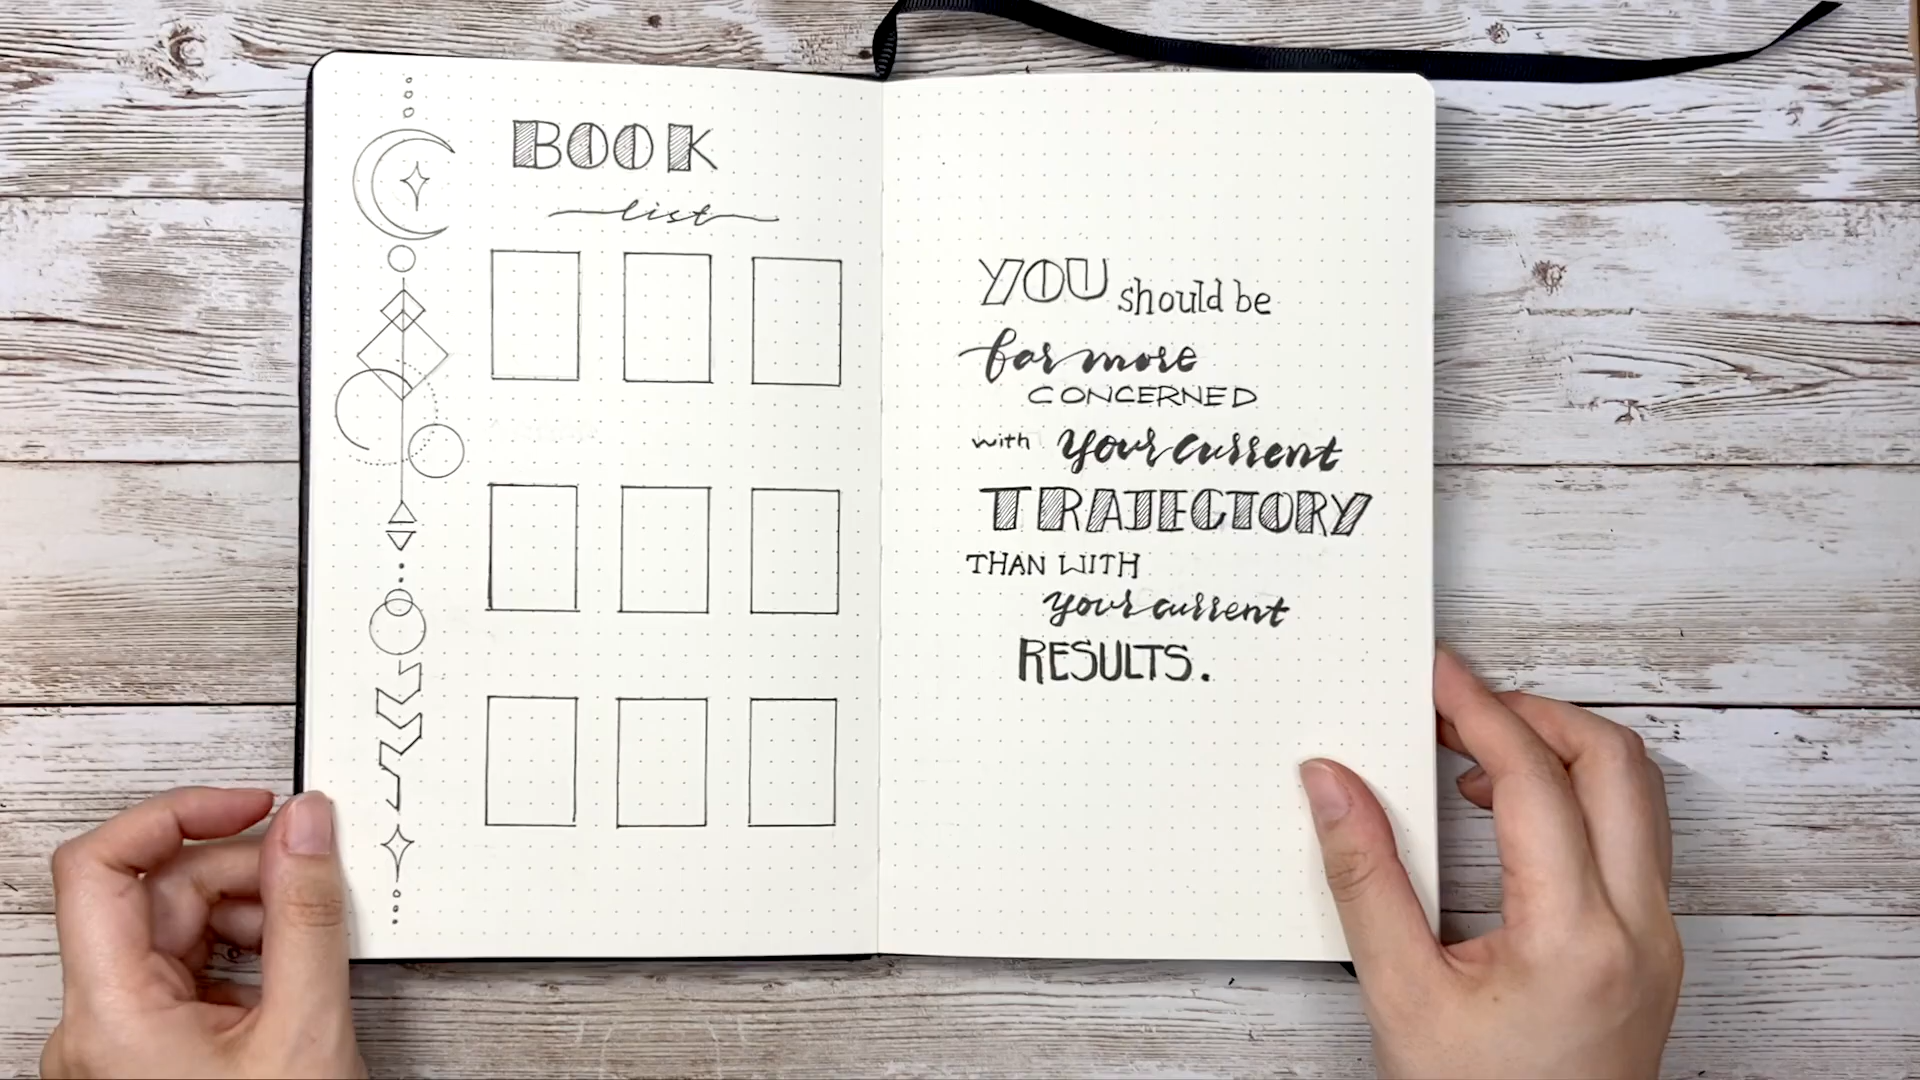 BOOK
list
YOU should be
far more
CONCERNED
with your current
TRAJECTORY
THAN WITH
your current
RESULTS.